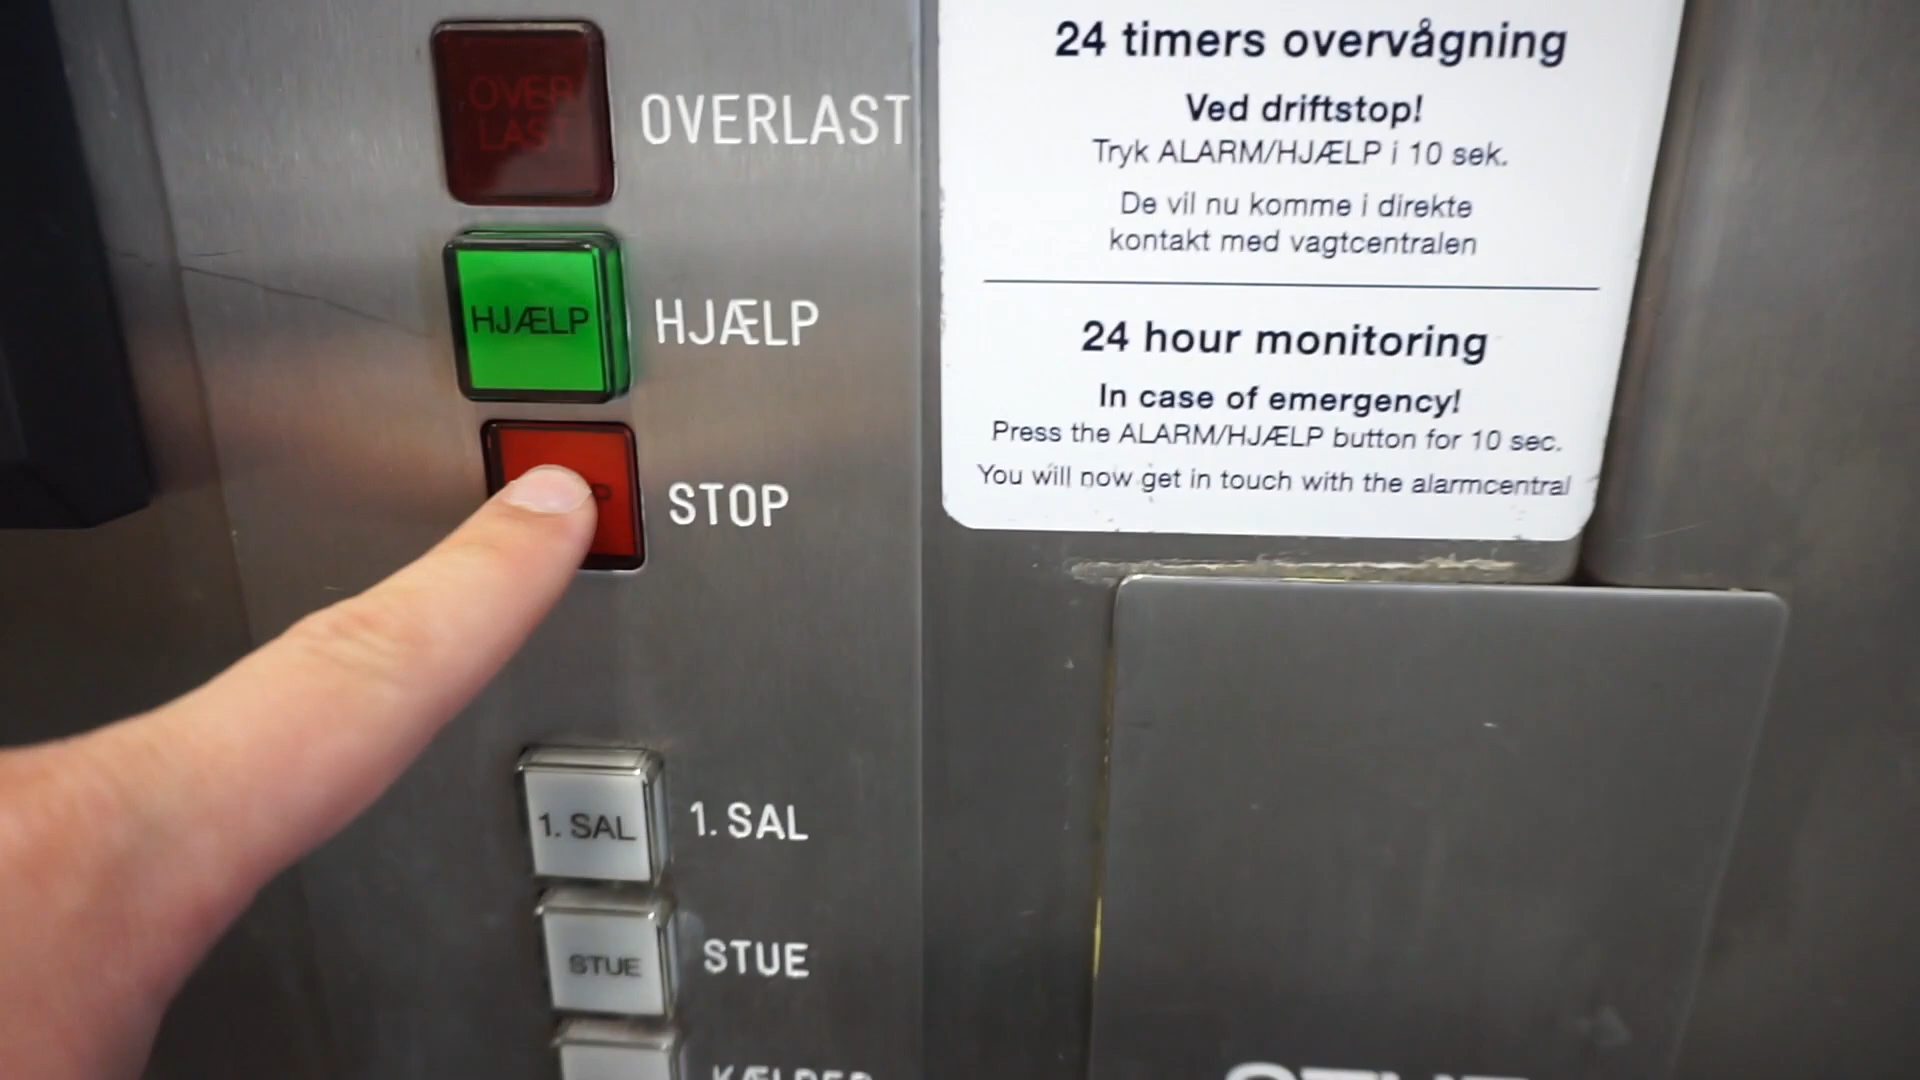 OVER
LAST
OVERLAST
HJÆLP
HJÆLP
STOP
1. SAL
1. SAL
STUE
STUE
KÆLDER
24 timers overvågning
Ved driftstop!
Tryk ALARM/HJÆLP i 10 sek.
De vil nu komme i direkte
kontakt med vagtcentralen
24 hour monitoring
In case of emergency!
Press the ALARM/HJÆLP button for 10 sec.
You will now get in touch with the alarmcentral